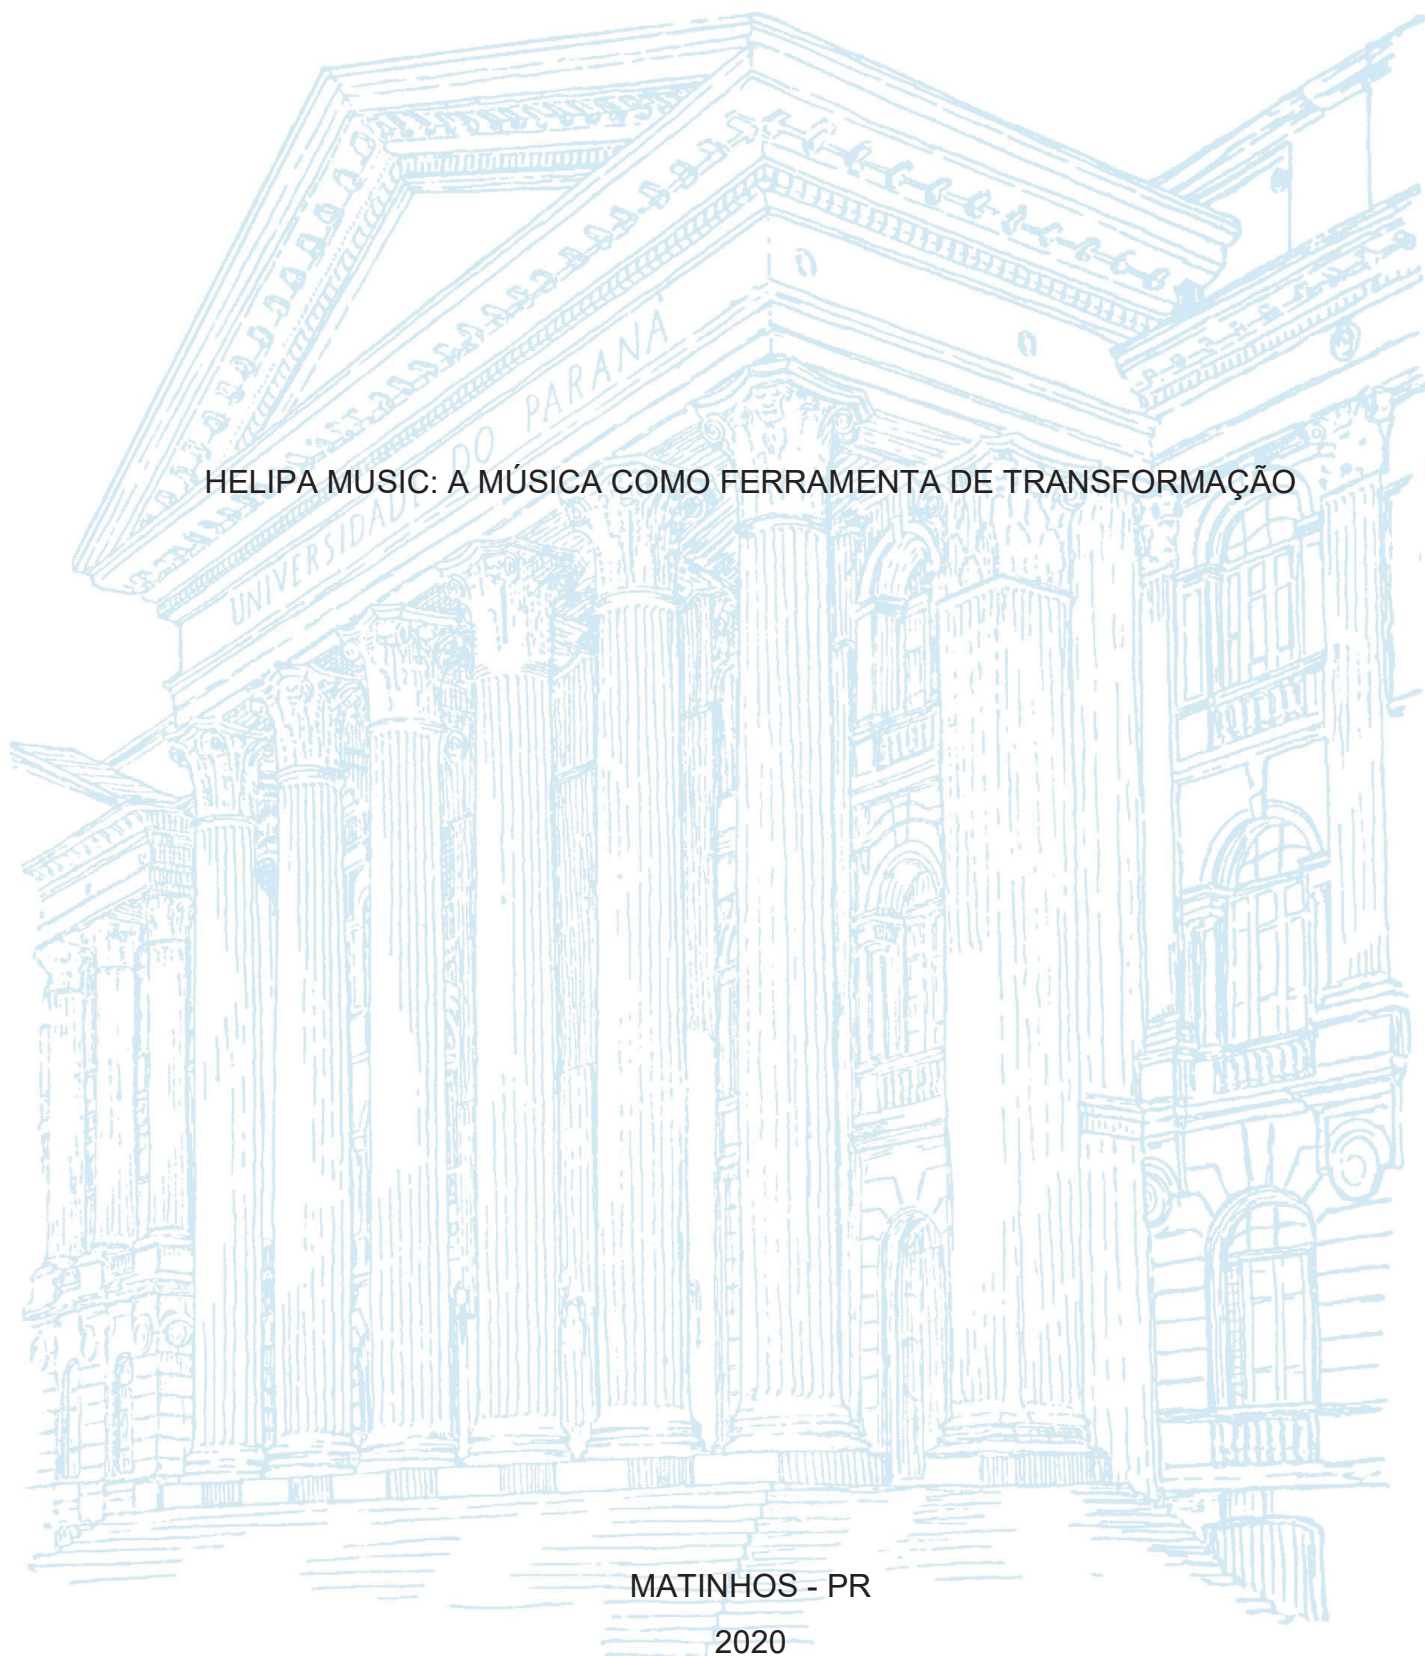 UNIVERSIDADE DO PARANÁ
HELIPA MUSIC: A MÚSICA COMO FERRAMENTA DE TRANSFORMAÇÃO
MATINHOS - PR
2020